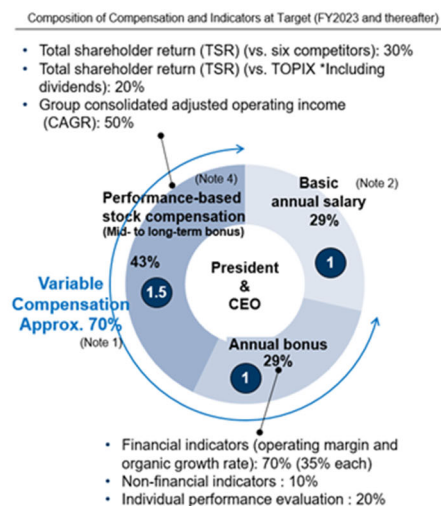 Composition of Compensation and Indicators at Target (FY2023 and thereafter)
• Total shareholder return (TSR) (vs. six competitors): 30%
• Total shareholder return (TSR) (vs. TOPIX *Including
dividends): 20%
• Group consolidated adjusted operating income
(CAGR): 50%
(Note 4)
Performance-based
stock compensation
(Mid- to long-term bonus)
43%
1.5
Basic
annual salary
29%
(Note 2)
1
President
&
CEO
Variable
Compensation
Approx. 70%
(Note 1)
Annual bonus
29%
1
• Financial indicators (operating margin and
organic growth rate): 70% (35% each)
• Non-financial indicators : 10%
• Individual performance evaluation : 20%